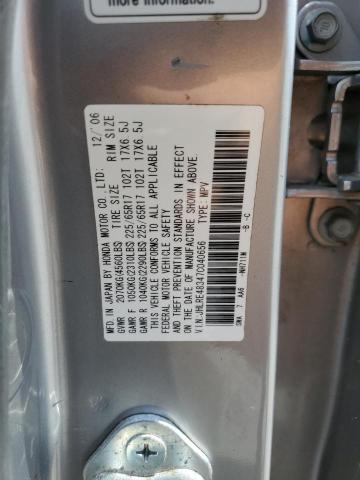 more information.
MFD. IN JAPAN BY HONDA MOTOR CO.,LTD. 12/'06
GVWR 2070KG(4560LBS) TIRE SIZE RIM SIZE
GAWR F 1050KG(2310LBS) 225/65R17 102T 17X6.5J
GAWR R 1040KG(2290LBS) 225/65R17 102T 17X6.5J
THIS VEHICLE CONFORMS TO ALL APPLICABLE
FEDERAL MOTOR VEHICLE SAFETY
AND THEFT PREVENTION STANDARDS IN EFFECT
ON THE DATE OF MANUFACTURE SHOWN ABOVE.
V.I.N.:JHLRE48347C040656 TYPE: MPV
SWA AA6 -NH711M -B -C